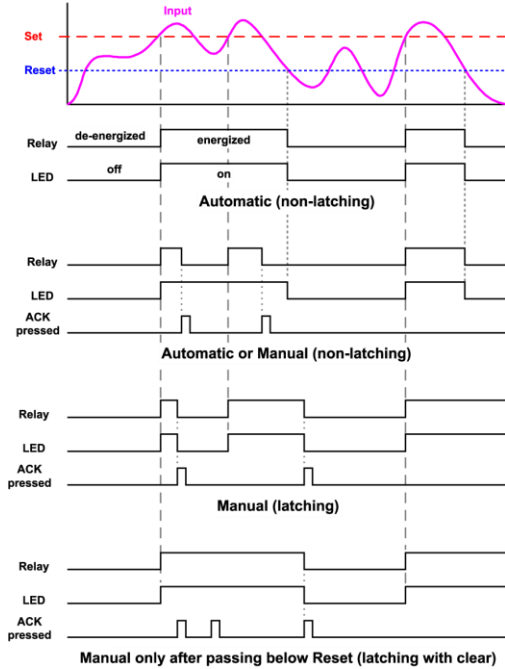 Input
Set
Reset
de-energized
energized
Relay
off
on
LED
Automatic (non-latching)
Relay
LED
ACK
pressed
Automatic or Manual (non-latching)
Relay
LED
ACK
pressed
Manual (latching)
Relay
LED
ACK
pressed
Manual only after passing below Reset (latching with clear)